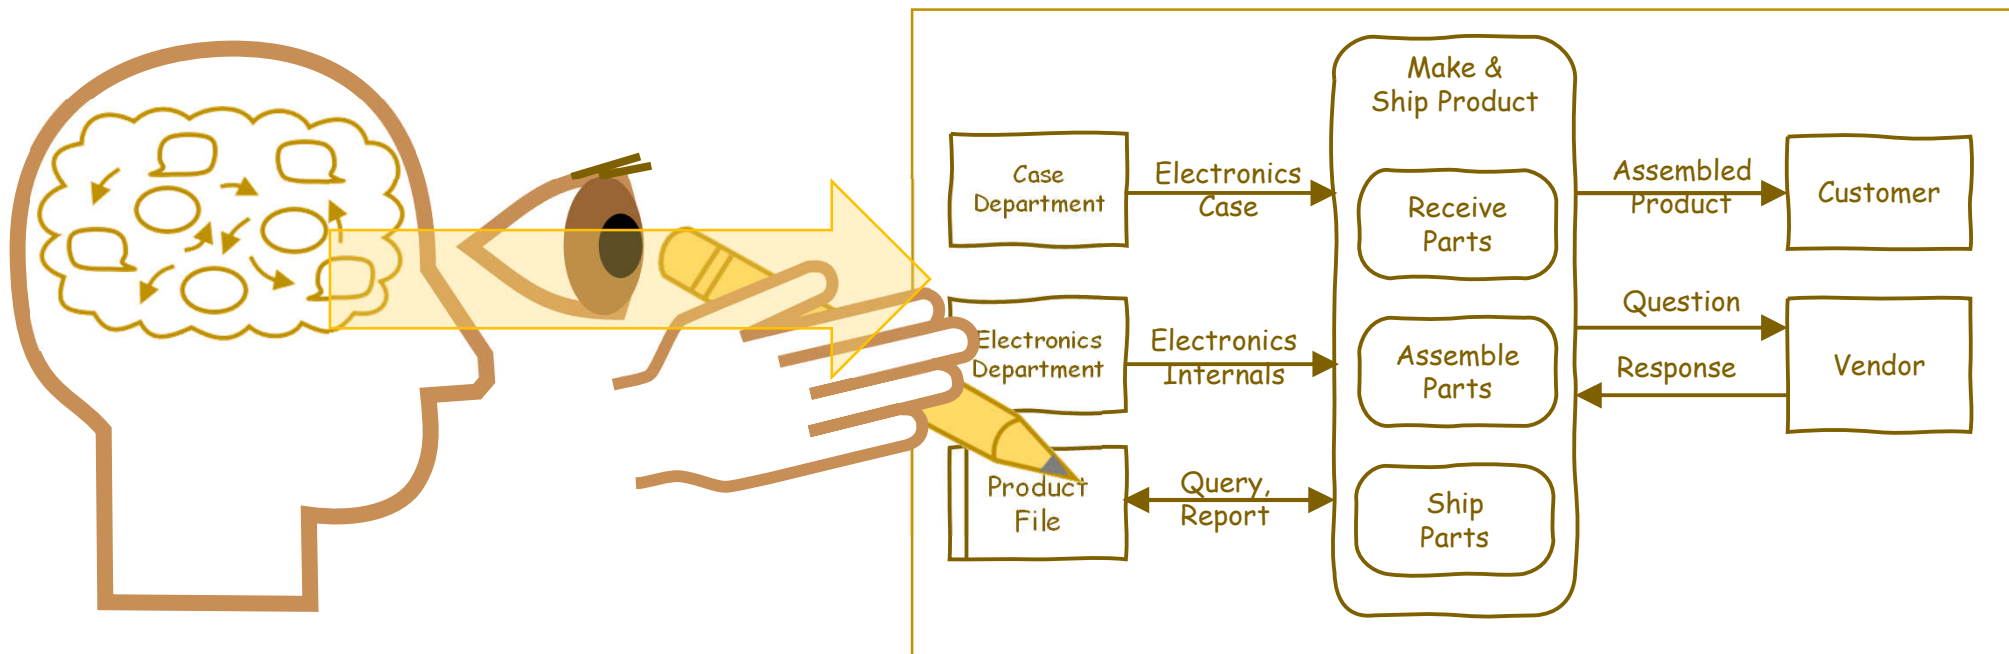 Make &
Ship Product
Case
Department
Electronics
Case
Receive
Parts
Assembled
Product
Customer
Electronics
Department
Electronics
Internals
Assemble
Parts
Question
Response
Vendor
Product
File
Query,
Report
Ship
Parts